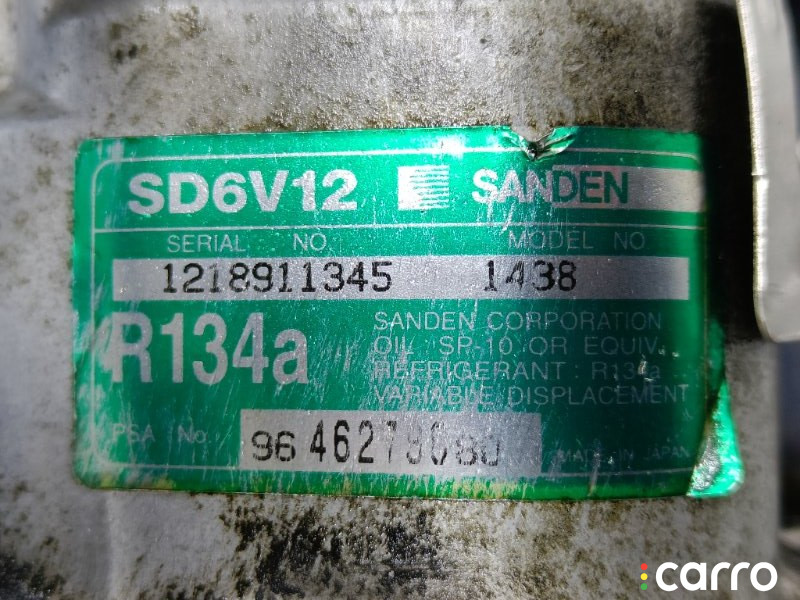 SD6V12 SANDEN
SERIAL NO. MODEL NO
1218911345 1438
R134a
SANDEN CORPORATION
OIL SP-10 OR EQUIV.
REFRIGERANT : R134a
VARIABLE DISPLACEMENT
PSA No.
MADE IN JAPAN
carro